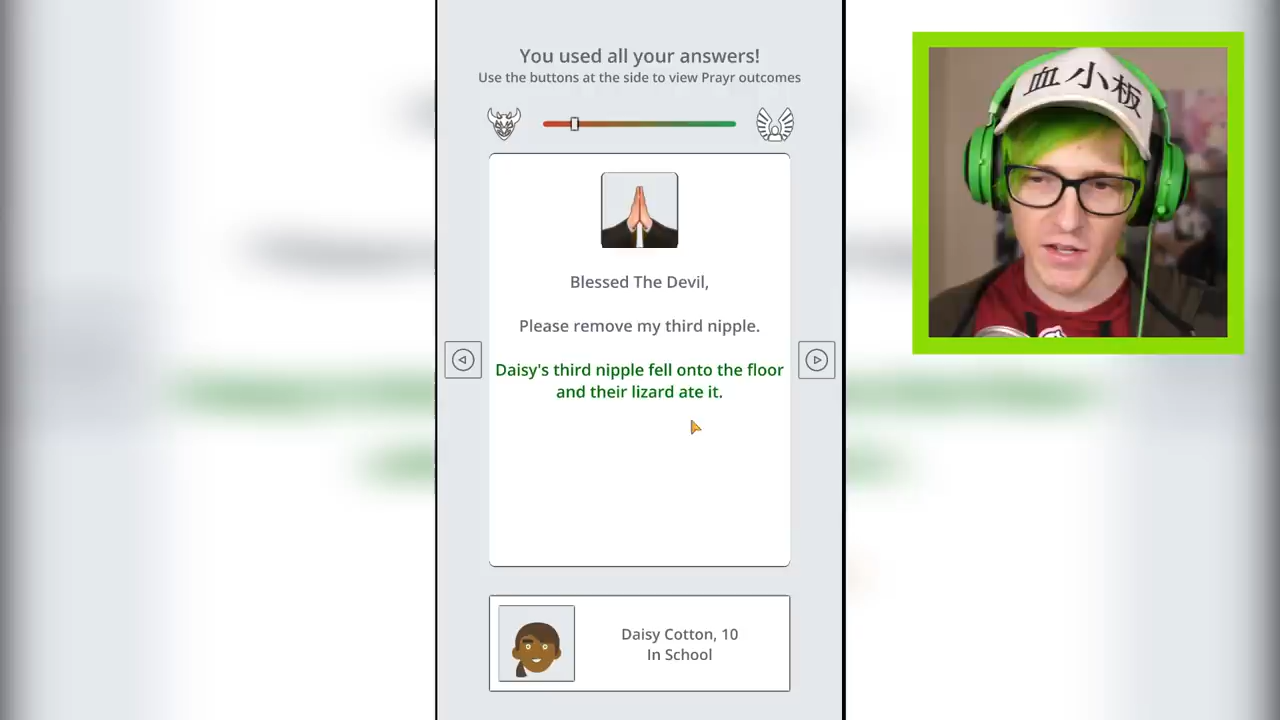 You used all your answers!
Use the buttons at the side to view Prayr outcomes
血小板
Blessed The Devil,
Please remove my third nipple.
Daisy's third nipple fell onto the floor
and their lizard ate it.
Daisy Cotton, 10
In School